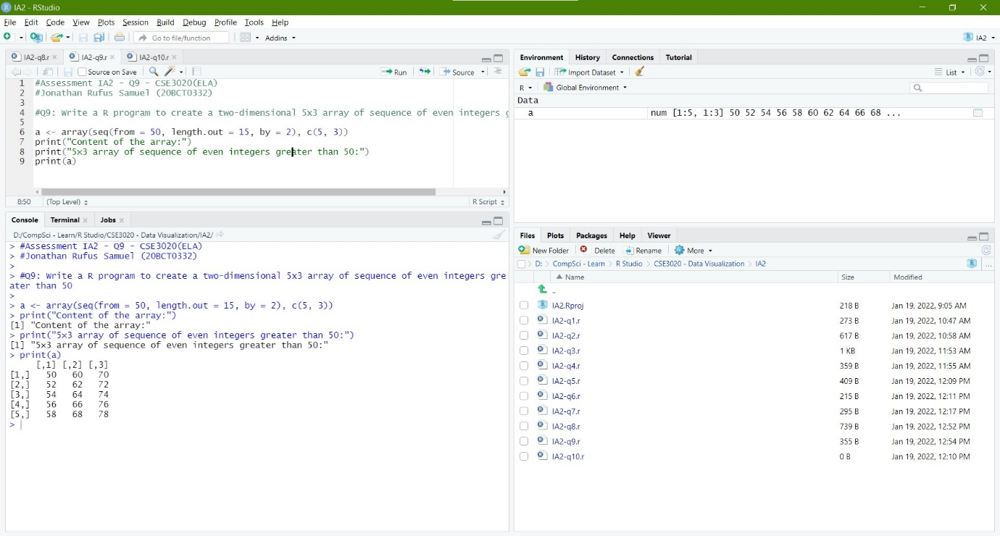 IA2 - RStudio
File Edit Code View Plots Session Build Debug Profile Tools Help
Go to file/function Addins IA2
IA2-q8.r IA2-q9.r IA2-q10.r
Source on Save Run Source
1 #Assessment IA2 - Q9 - CSE3020(ELA)
2 #Jonathan Rufus Samuel (20BCT0332)
3
4 #Q9: Write a R program to create a two-dimensional 5x3 array of sequence of even integers g
5
6 a <- array(seq(from = 50, length.out = 15, by = 2), c(5, 3))
7 print("Content of the array:")
8 print("5x3 array of sequence of even integers greater than 50:")
9 print(a)
8:50 (Top Level) R Script
Console Terminal Jobs
D:/CompSci - Learn/R Studio/CSE3020 - Data Visualization/IA2/
> #Assessment IA2 - Q9 - CSE3020(ELA)
> #Jonathan Rufus Samuel (20BCT0332)
>
> #Q9: Write a R program to create a two-dimensional 5x3 array of sequence of even integers gre
ater than 50
>
> a <- array(seq(from = 50, length.out = 15, by = 2), c(5, 3))
> print("Content of the array:")
[1] "Content of the array:"
> print("5x3 array of sequence of even integers greater than 50:")
[1] "5x3 array of sequence of even integers greater than 50:"
> print(a)
[,1] [,2] [,3]
[1,] 50 60 70
[2,] 52 62 72
[3,] 54 64 74
[4,] 56 66 76
[5,] 58 68 78
>
Environment History Connections Tutorial
Import Dataset List
R Global Environment
Data
a num [1:5, 1:3] 50 52 54 56 58 60 62 64 66 68 ...
Files Plots Packages Help Viewer
New Folder Delete Rename More
D: CompSci - Learn R Studio CSE3020 - Data Visualization IA2 ...
Name Size Modified
..
IA2.Rproj 218 B Jan 19, 2022, 9:05 AM
IA2-q1.r 273 B Jan 19, 2022, 10:47 AM
IA2-q2.r 617 B Jan 19, 2022, 10:58 AM
IA2-q3.r 1 KB Jan 19, 2022, 11:53 AM
IA2-q4.r 359 B Jan 19, 2022, 11:55 AM
IA2-q5.r 409 B Jan 19, 2022, 12:09 PM
IA2-q6.r 215 B Jan 19, 2022, 12:11 PM
IA2-q7.r 295 B Jan 19, 2022, 12:17 PM
IA2-q8.r 739 B Jan 19, 2022, 12:52 PM
IA2-q9.r 355 B Jan 19, 2022, 12:54 PM
IA2-q10.r 0 B Jan 19, 2022, 12:10 PM